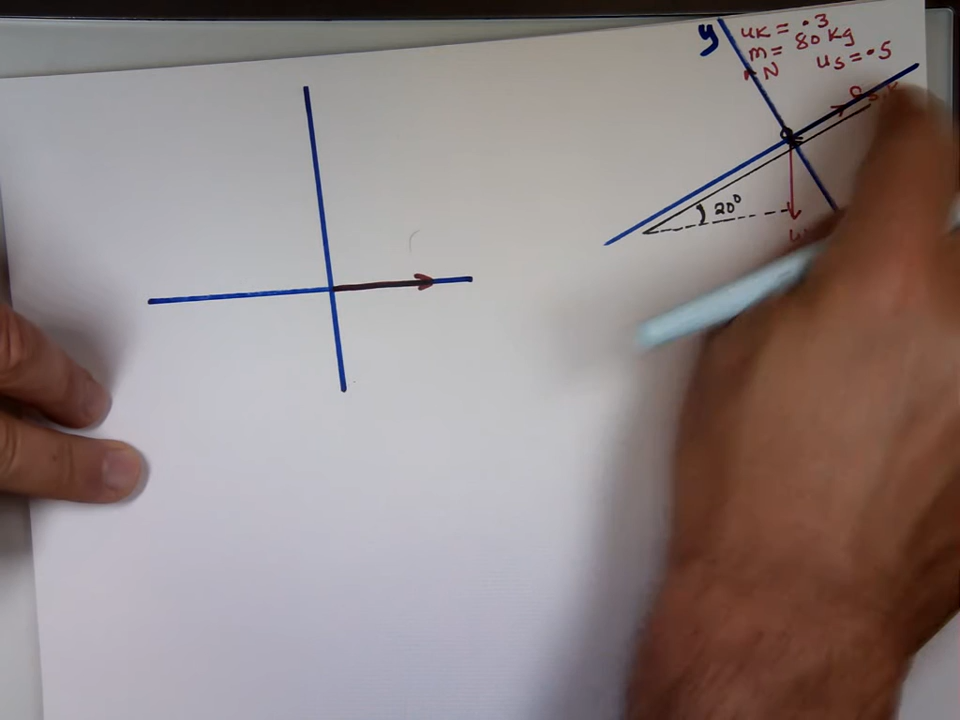 y
uk = .3
m = 80 kg
us = .5
N
20°